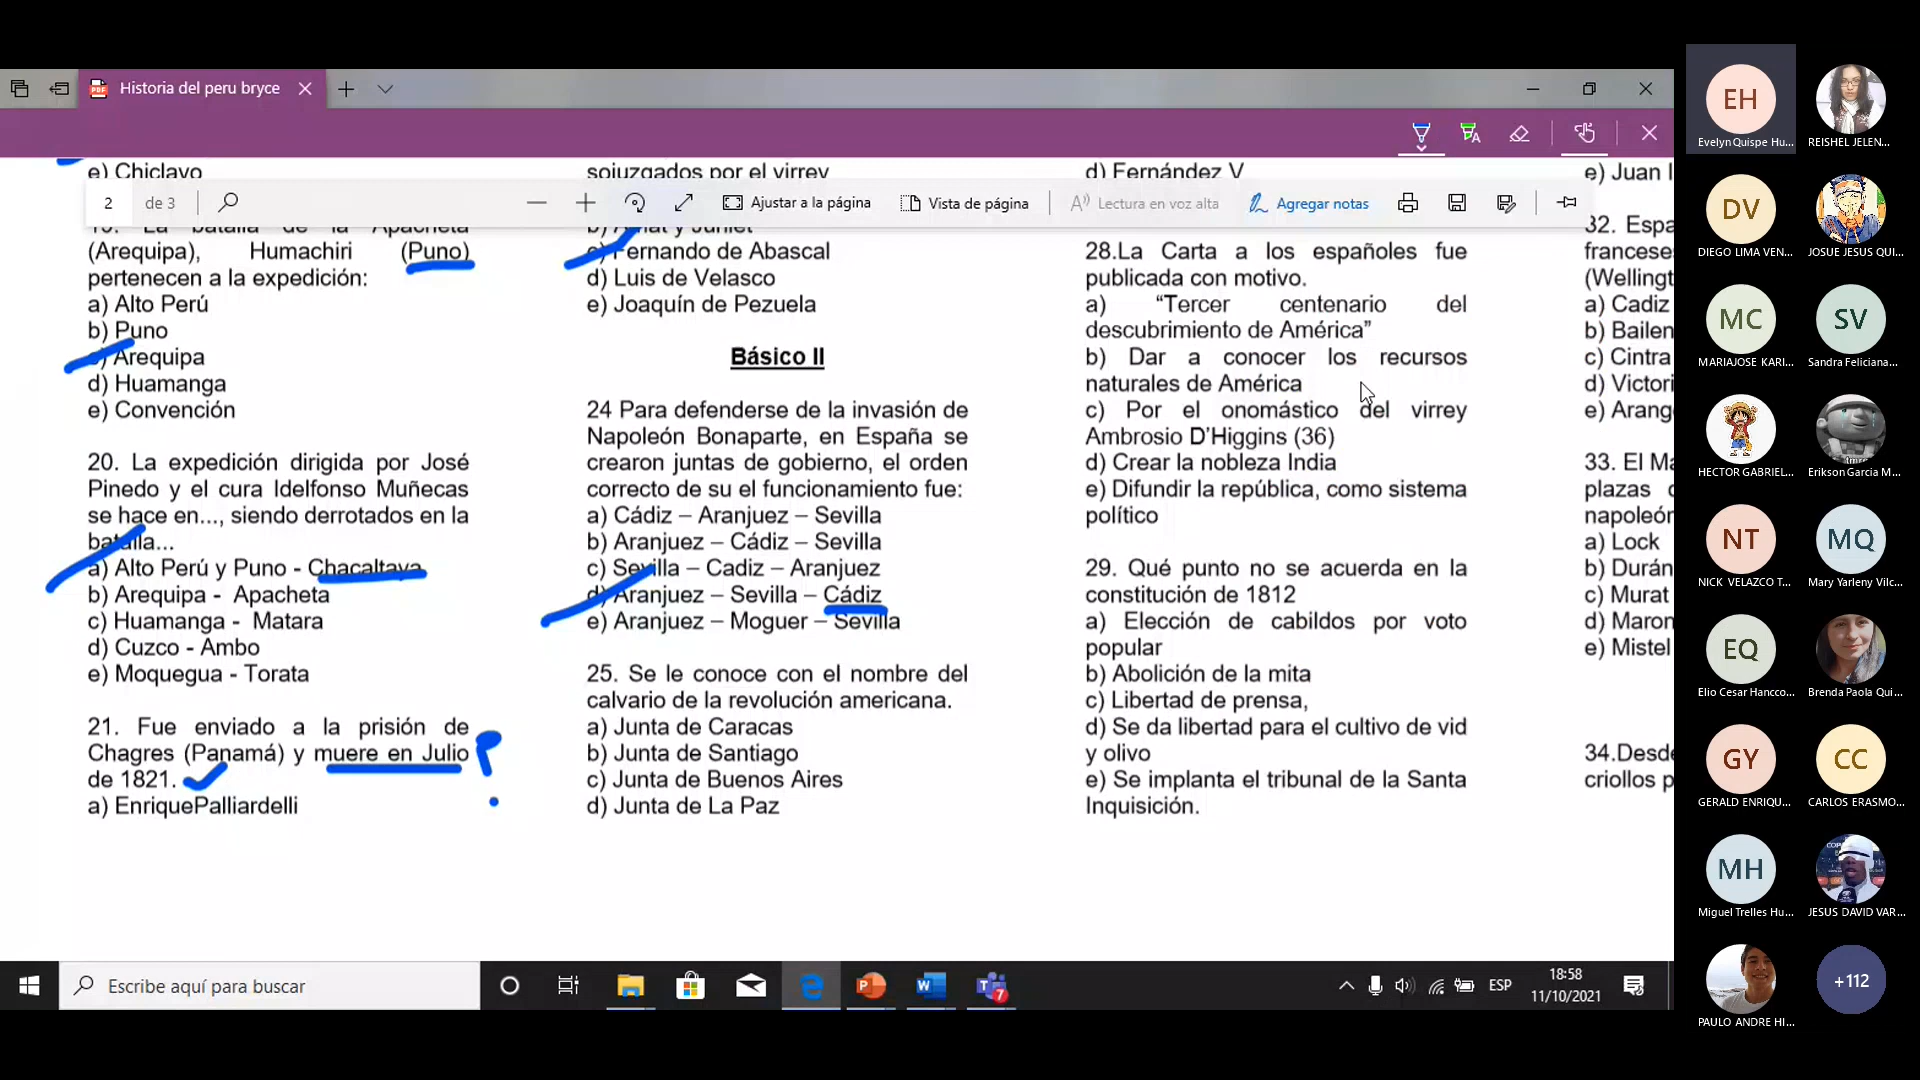 Historia del peru bryce
2 de 3
Ajustar a la página
Vista de página
Lectura en voz alta
Agregar notas
e) Chiclayo
(Arequipa), Humachiri (Puno)
pertenecen a la expedición:
a) Alto Perú
b) Puno
c) Arequipa
d) Huamanga
e) Convención
20. La expedición dirigida por José
Pinedo y el cura Idelfonso Muñecas
se hace en..., siendo derrotados en la
batalla...
a) Alto Perú y Puno - Chacaltaya
b) Arequipa - Apacheta
c) Huamanga - Matara
d) Cuzco - Ambo
e) Moquegua - Torata
21. Fue enviado a la prisión de
Chagres (Panamá) y muere en Julio
de 1821.
a) EnriquePalliardelli
?
sojuzgados por el virrey
c) Fernando de Abascal
d) Luis de Velasco
e) Joaquín de Pezuela
Básico II
24 Para defenderse de la invasión de
Napoleón Bonaparte, en España se
crearon juntas de gobierno, el orden
correcto de su el funcionamiento fue:
a) Cádiz – Aranjuez – Sevilla
b) Aranjuez – Cádiz – Sevilla
c) Sevilla – Cadiz – Aranjuez
d) Aranjuez – Sevilla – Cádiz
e) Aranjuez – Moguer – Sevilla
25. Se le conoce con el nombre del
calvario de la revolución americana.
a) Junta de Caracas
b) Junta de Santiago
c) Junta de Buenos Aires
d) Junta de La Paz
d) Fernández V
28.La Carta a los españoles fue
publicada con motivo.
a) “Tercer centenario del
descubrimiento de América”
b) Dar a conocer los recursos
naturales de América
c) Por el onomástico del virrey
Ambrosio D’Higgins (36)
d) Crear la nobleza India
e) Difundir la república, como sistema
político
29. Qué punto no se acuerda en la
constitución de 1812
a) Elección de cabildos por voto
popular
b) Abolición de la mita
c) Libertad de prensa,
d) Se da libertad para el cultivo de vid
y olivo
e) Se implanta el tribunal de la Santa
Inquisición.
e) Juan
32. Espa
franceses
(Wellingt
a) Cadiz
b) Bailen
c) Cintra
d) Victori
e) Arang
33. El Ma
plazas
napoleón
a) Lock
b) Durán
c) Murat
d) Maron
e) Mistel
34.Desde
criollos p
Escribe aquí para buscar
7
ESP
18:58
11/10/2021
EH
Evelyn Quispe Hu...
REISHEL JELEN...
DV
DIEGO LIMA VEN...
JOSUE JESUS QUI...
MC
MARIAJOSE KARI...
SV
Sandra Feliciana...
HECTOR GABRIEL...
Erikson Garcia M...
NT
NICK VELAZCO T...
MQ
Mary Yarleny Vilc...
EQ
Elio Cesar Hancco...
Brenda Paola Qui...
GY
GERALD ENRIQU...
CC
CARLOS ERASMO...
MH
Miguel Trelles Hu...
JESUS DAVID VAR...
PAULO ANDRE HI...
+112